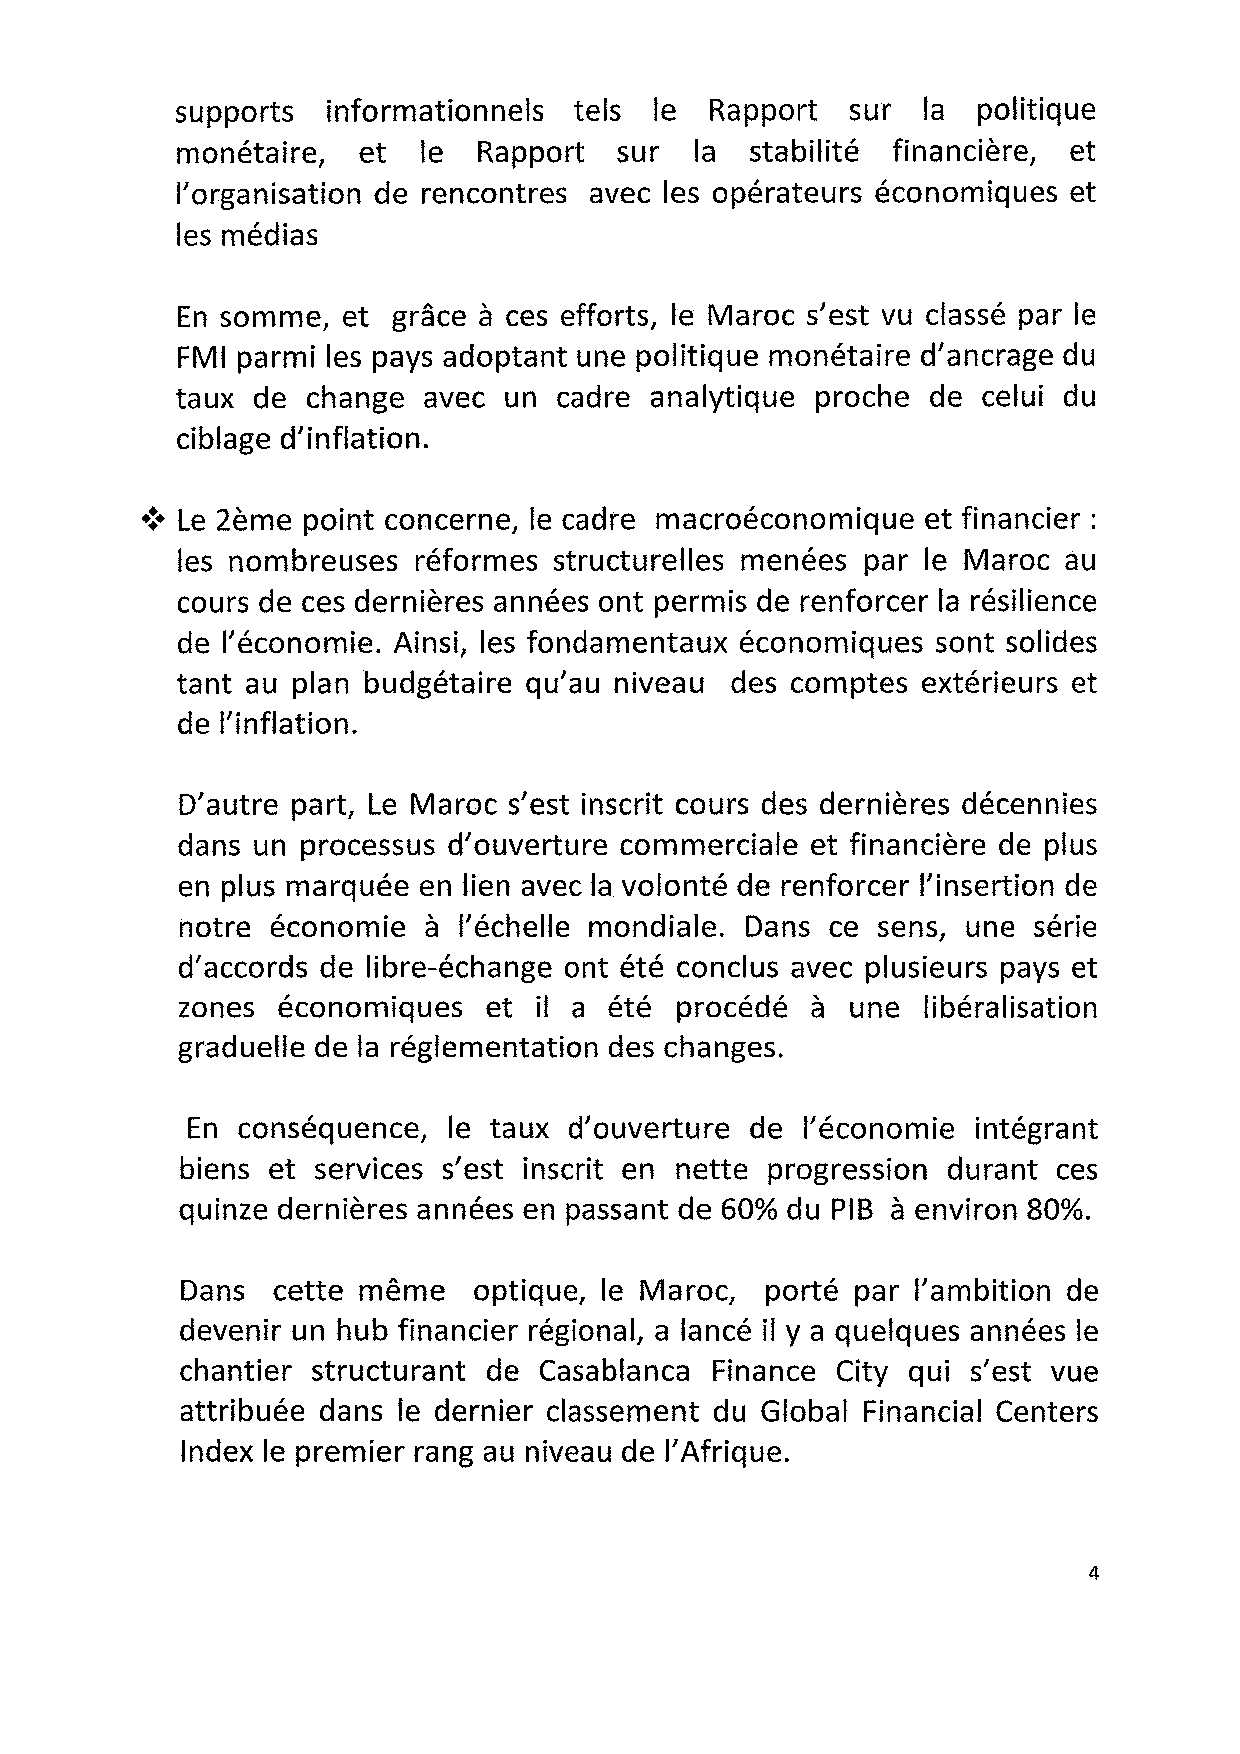 supports informationnels tels le Rapport sur la politique
monétaire, et le Rapport sur la stabilité financière, et
l'organisation de rencontres avec les opérateurs économiques et
les médias
En somme, et grâce à ces efforts, le Maroc s'est vu classé par le
FMI parmi les pays adoptant une politique monétaire d'ancrage du
taux de change avec un cadre analytique proche de celui du
ciblage d'inflation.
❖ Le 2ème point concerne, le cadre macroéconomique et financier :
les nombreuses réformes structurelles menées par le Maroc au
cours de ces dernières années ont permis de renforcer la résilience
de l'économie. Ainsi, les fondamentaux économiques sont solides
tant au plan budgétaire qu'au niveau des comptes extérieurs et
de l'inflation.
D'autre part, Le Maroc s'est inscrit cours des dernières décennies
dans un processus d'ouverture commerciale et financière de plus
en plus marquée en lien avec la volonté de renforcer l'insertion de
notre économie à l'échelle mondiale. Dans ce sens, une série
d'accords de libre-échange ont été conclus avec plusieurs pays et
zones économiques et il a été procédé à une libéralisation
graduelle de la réglementation des changes.
En conséquence, le taux d'ouverture de l'économie intégrant
biens et services s'est inscrit en nette progression durant ces
quinze dernières années en passant de 60% du PIB à environ 80%.
Dans cette même optique, le Maroc, porté par l'ambition de
devenir un hub financier régional, a lancé il y a quelques années le
chantier structurant de Casablanca Finance City qui s'est vue
attribuée dans le dernier classement du Global Financial Centers
Index le premier rang au niveau de l'Afrique.
4